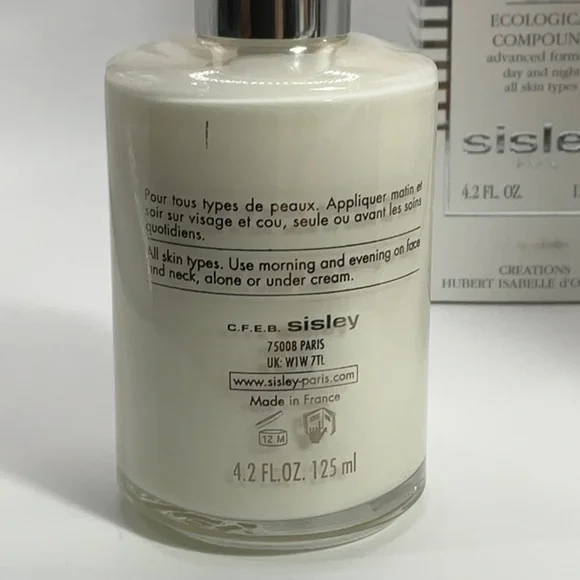 Pour tous types de peaux. Appliquer matin et
soir sur visage et cou, seule ou avant les soins
quotidiens.
All skin types. Use morning and evening on face
and neck, alone or under cream.
C.F.E.B. sisley
75008 PARIS
UK: W1W 7TL
www.sisley-paris.com
Made in France
12 M
4.2 FL.OZ. 125 ml
ECOLOGIC
COMPOUN
advanced form
day and nigh
all skin types
sisle
PARIS
4.2 FL. OZ.
CREATIONS
HUBERT ISABELLE d'O